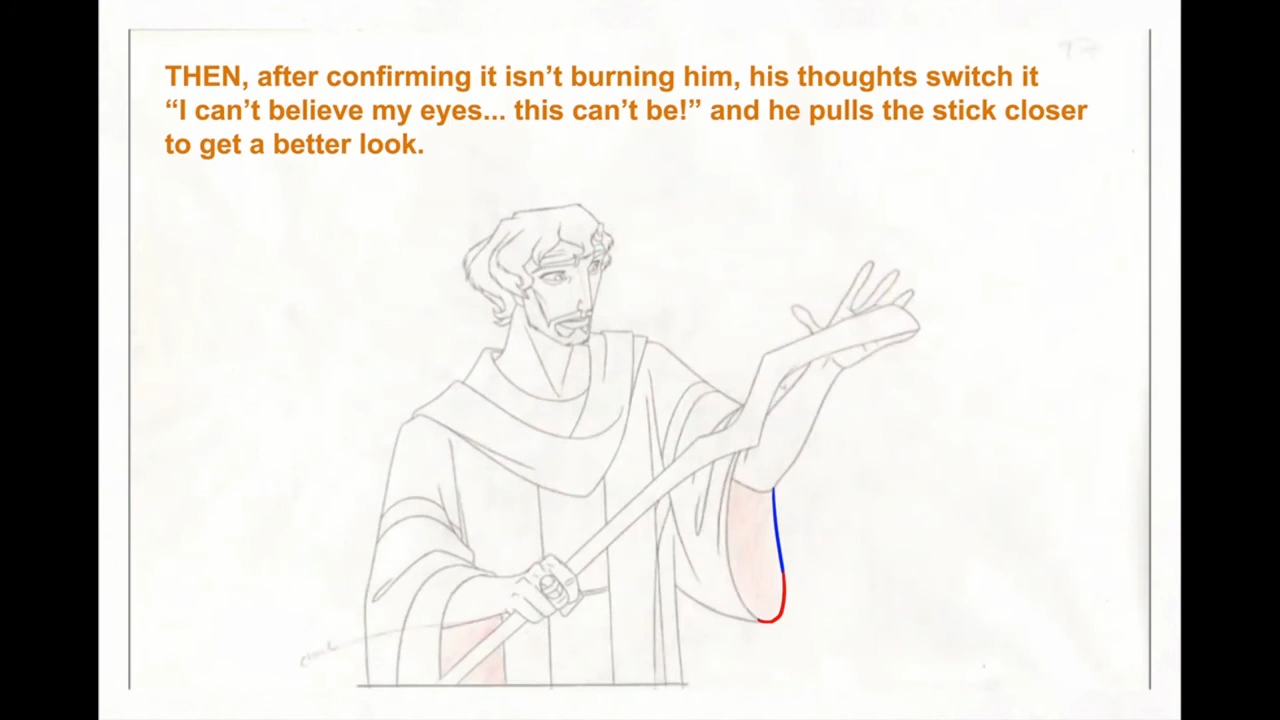 THEN, after confirming it isn’t burning him, his thoughts switch it
“I can’t believe my eyes... this can’t be!” and he pulls the stick closer
to get a better look.